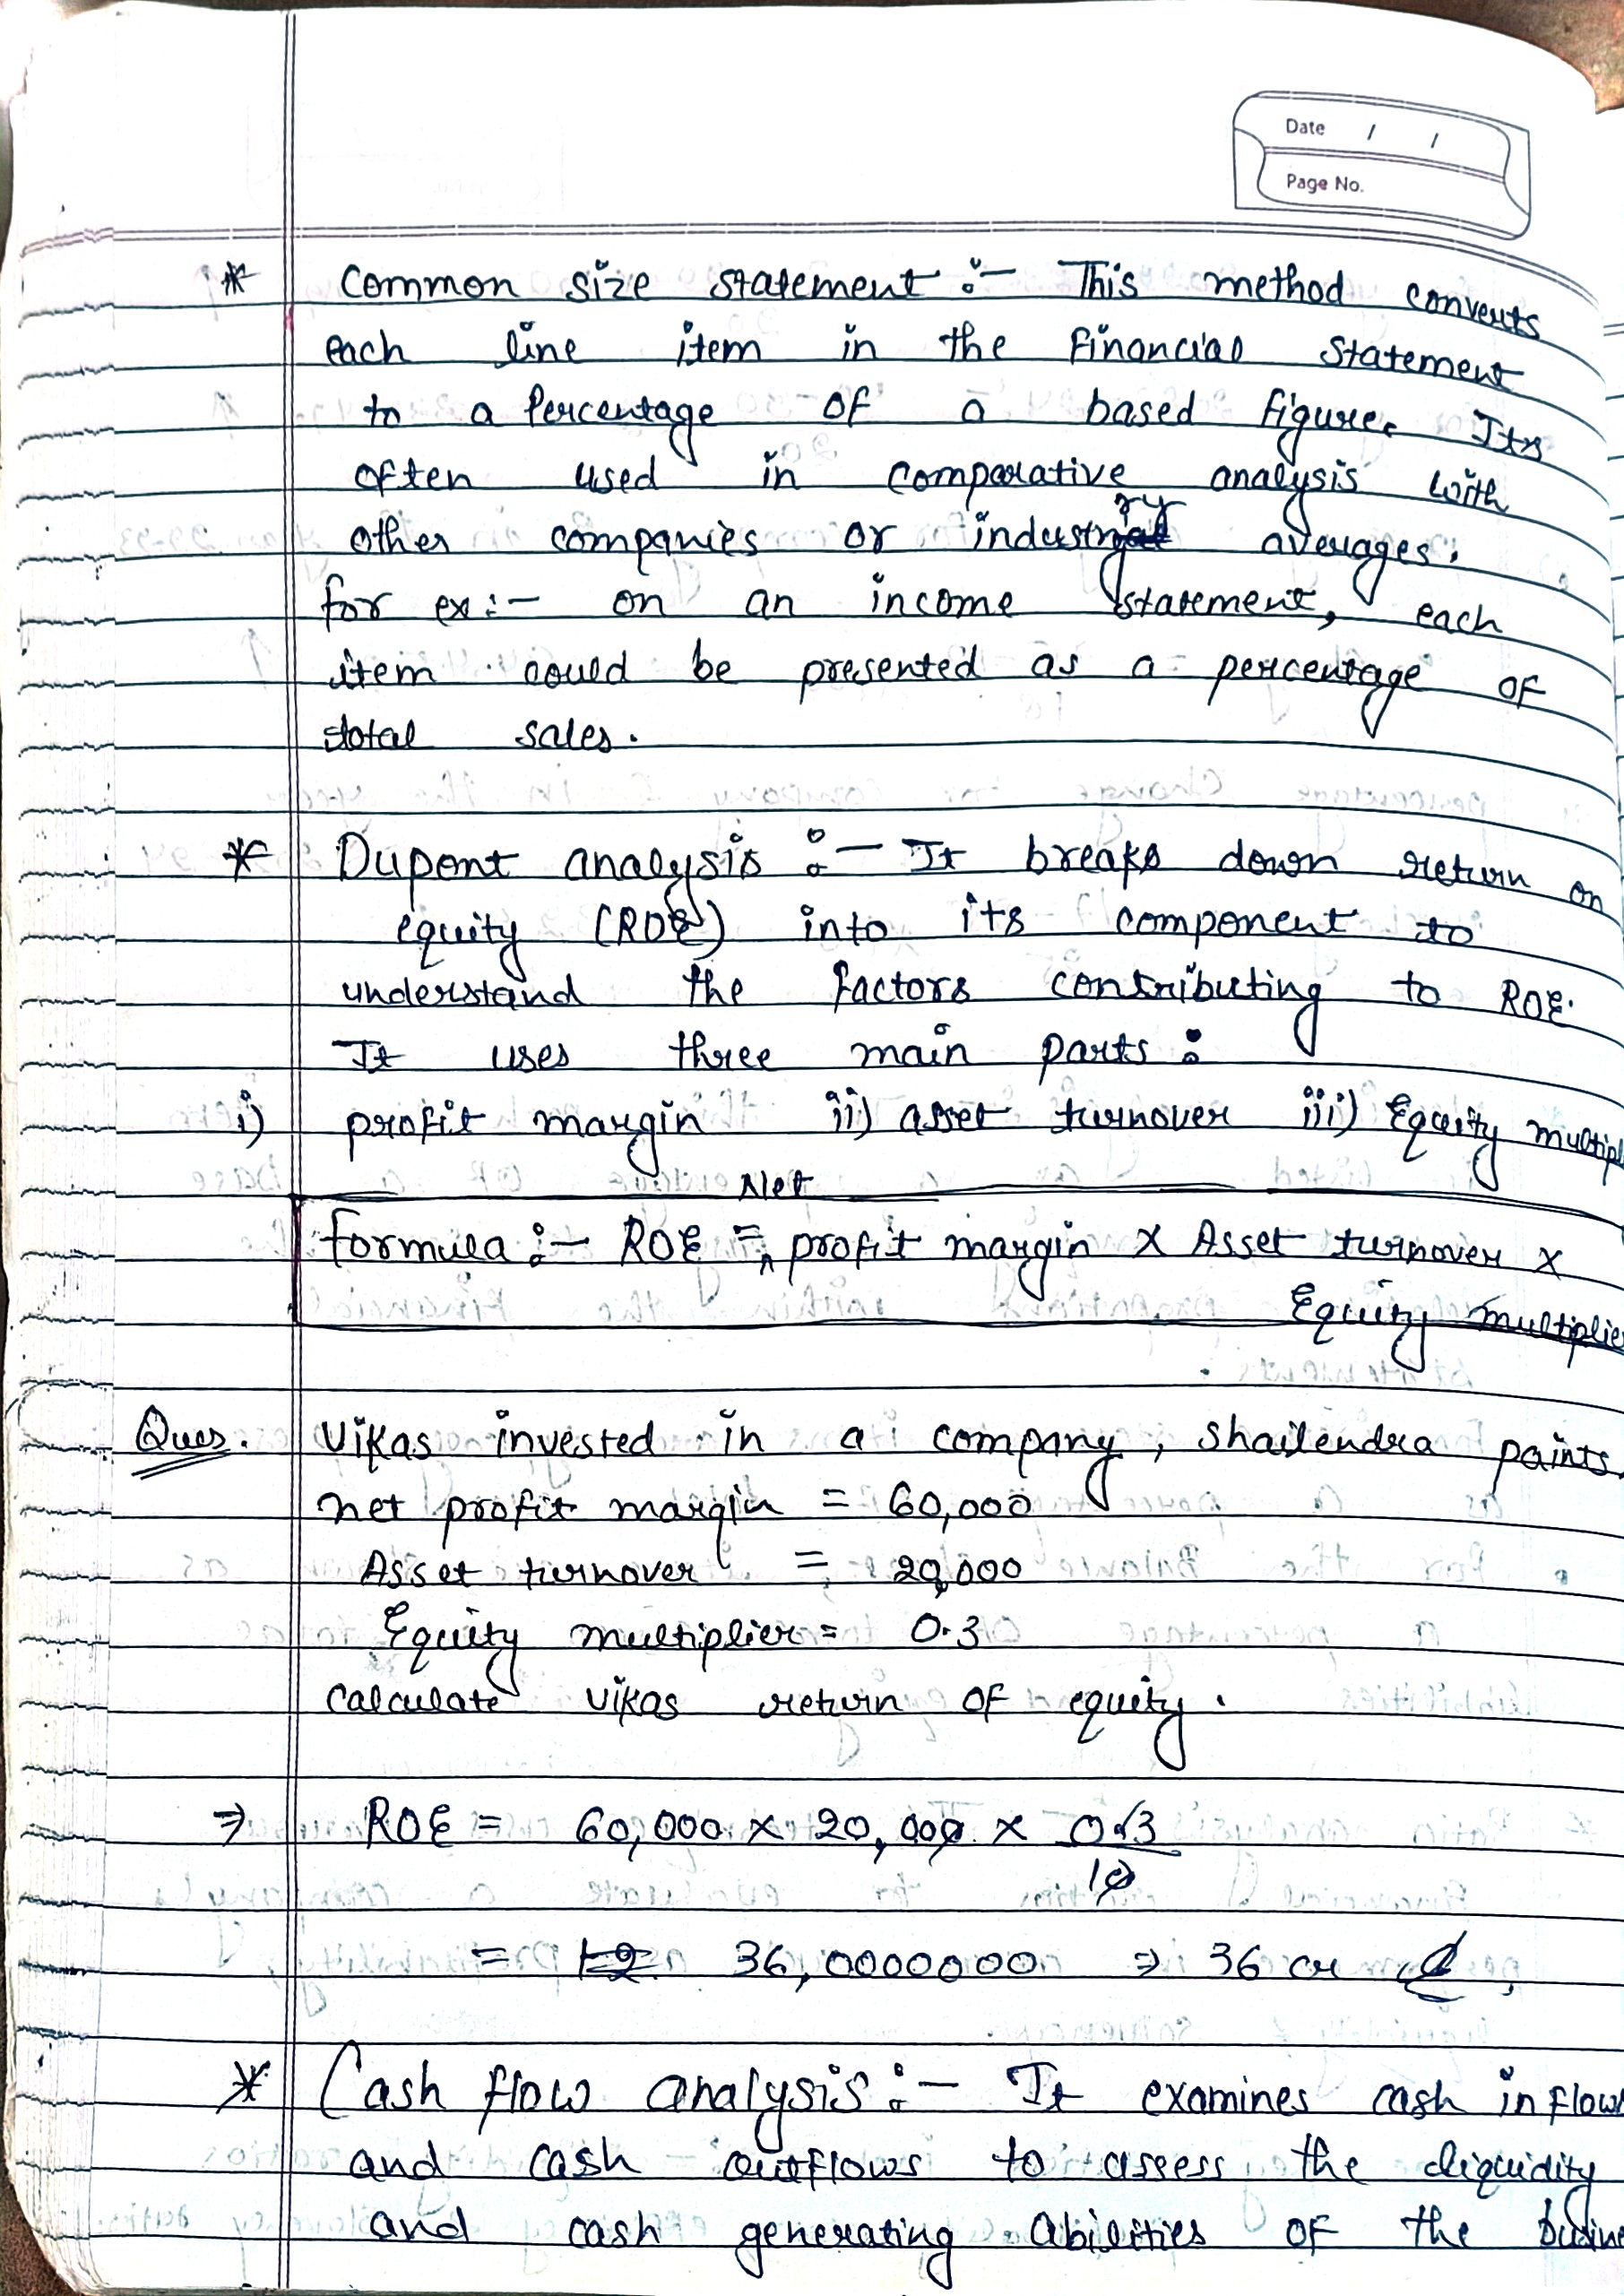 Date / /
Page No.
* Common size statement :- This method converts
each line item in the financial statement
to a percentage of a based figure. Its
often used in comparative analysis with
other companies or industry averages.
for ex :- on an income statement, each
item could be presented as a percentage of
total sales.
* Dupont analysis :- It breaks down return on
equity (ROE) into its component to
understand the factors contributing to ROE.
It uses three main parts :
i) profit margin ii) asset turnover iii) Equity multipl
Net
formula :- ROE = ^ profit margin x Asset turnover x
Equity multiplie
Ques. Vikas invested in a company, shailendra paints
net profit margin = 60,000
Asset turnover = 20,000
Equity multiplier = 0.3
Calculate vikas return of equity.
⇒ ROE = 60,000 x 20,000 x 0.3
10
= 36,0000000 ⇒ 36 cr
* Cash flow analysis :- It examines cash inflow
and cash outflows to assess the liquidity
and cash generating abilities of the busine